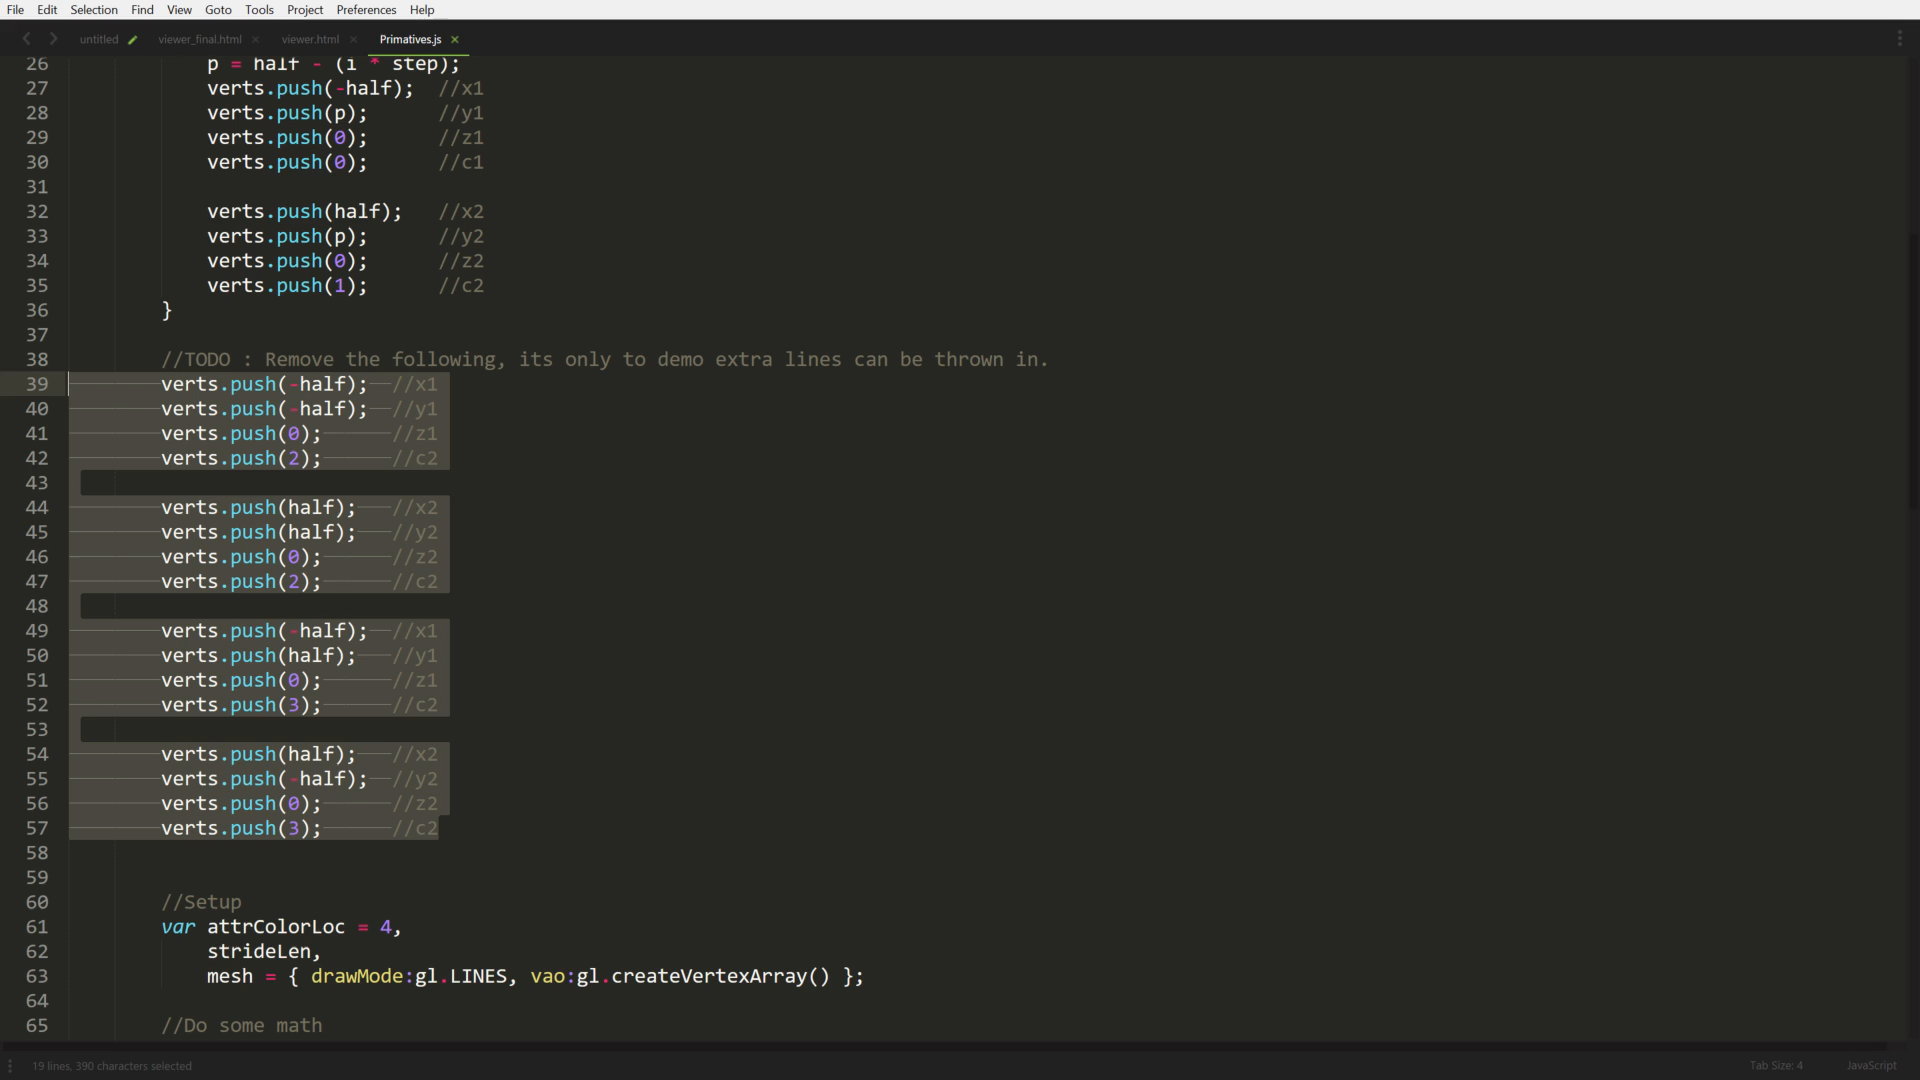 File Edit Selection Find View Goto Tools Project Preferences Help
untitled viewer_final.html viewer.html Primatives.js
26 p = half - (i * step);
27 verts.push(-half); //x1
28 verts.push(p); //y1
29 verts.push(0); //z1
30 verts.push(0); //c1
31
32 verts.push(half); //x2
33 verts.push(p); //y2
34 verts.push(0); //z2
35 verts.push(1); //c2
36 }
37
38 //TODO : Remove the following, its only to demo extra lines can be thrown in.
39 verts.push(-half); //x1
40 verts.push(-half); //y1
41 verts.push(0); //z1
42 verts.push(2); //c2
43
44 verts.push(half); //x2
45 verts.push(half); //y2
46 verts.push(0); //z2
47 verts.push(2); //c2
48
49 verts.push(-half); //x1
50 verts.push(half); //y1
51 verts.push(0); //z1
52 verts.push(3); //c2
53
54 verts.push(half); //x2
55 verts.push(-half); //y2
56 verts.push(0); //z2
57 verts.push(3); //c2
58
59
60 //Setup
61 var attrColorLoc = 4,
62 strideLen,
63 mesh = { drawMode:gl.LINES, vao:gl.createVertexArray() };
64
65 //Do some math
19 lines, 390 characters selected Tab Size: 4 JavaScript